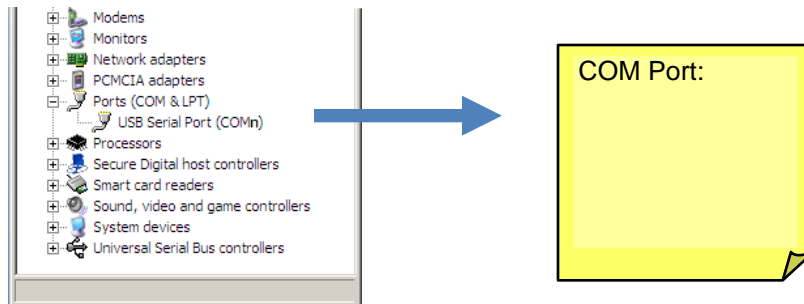 Modems
Monitors
Network adapters
PCMCIA adapters
Ports (COM & LPT)
USB Serial Port (COMn)
Processors
Secure Digital host controllers
Smart card readers
Sound, video and game controllers
System devices
Universal Serial Bus controllers
COM Port: